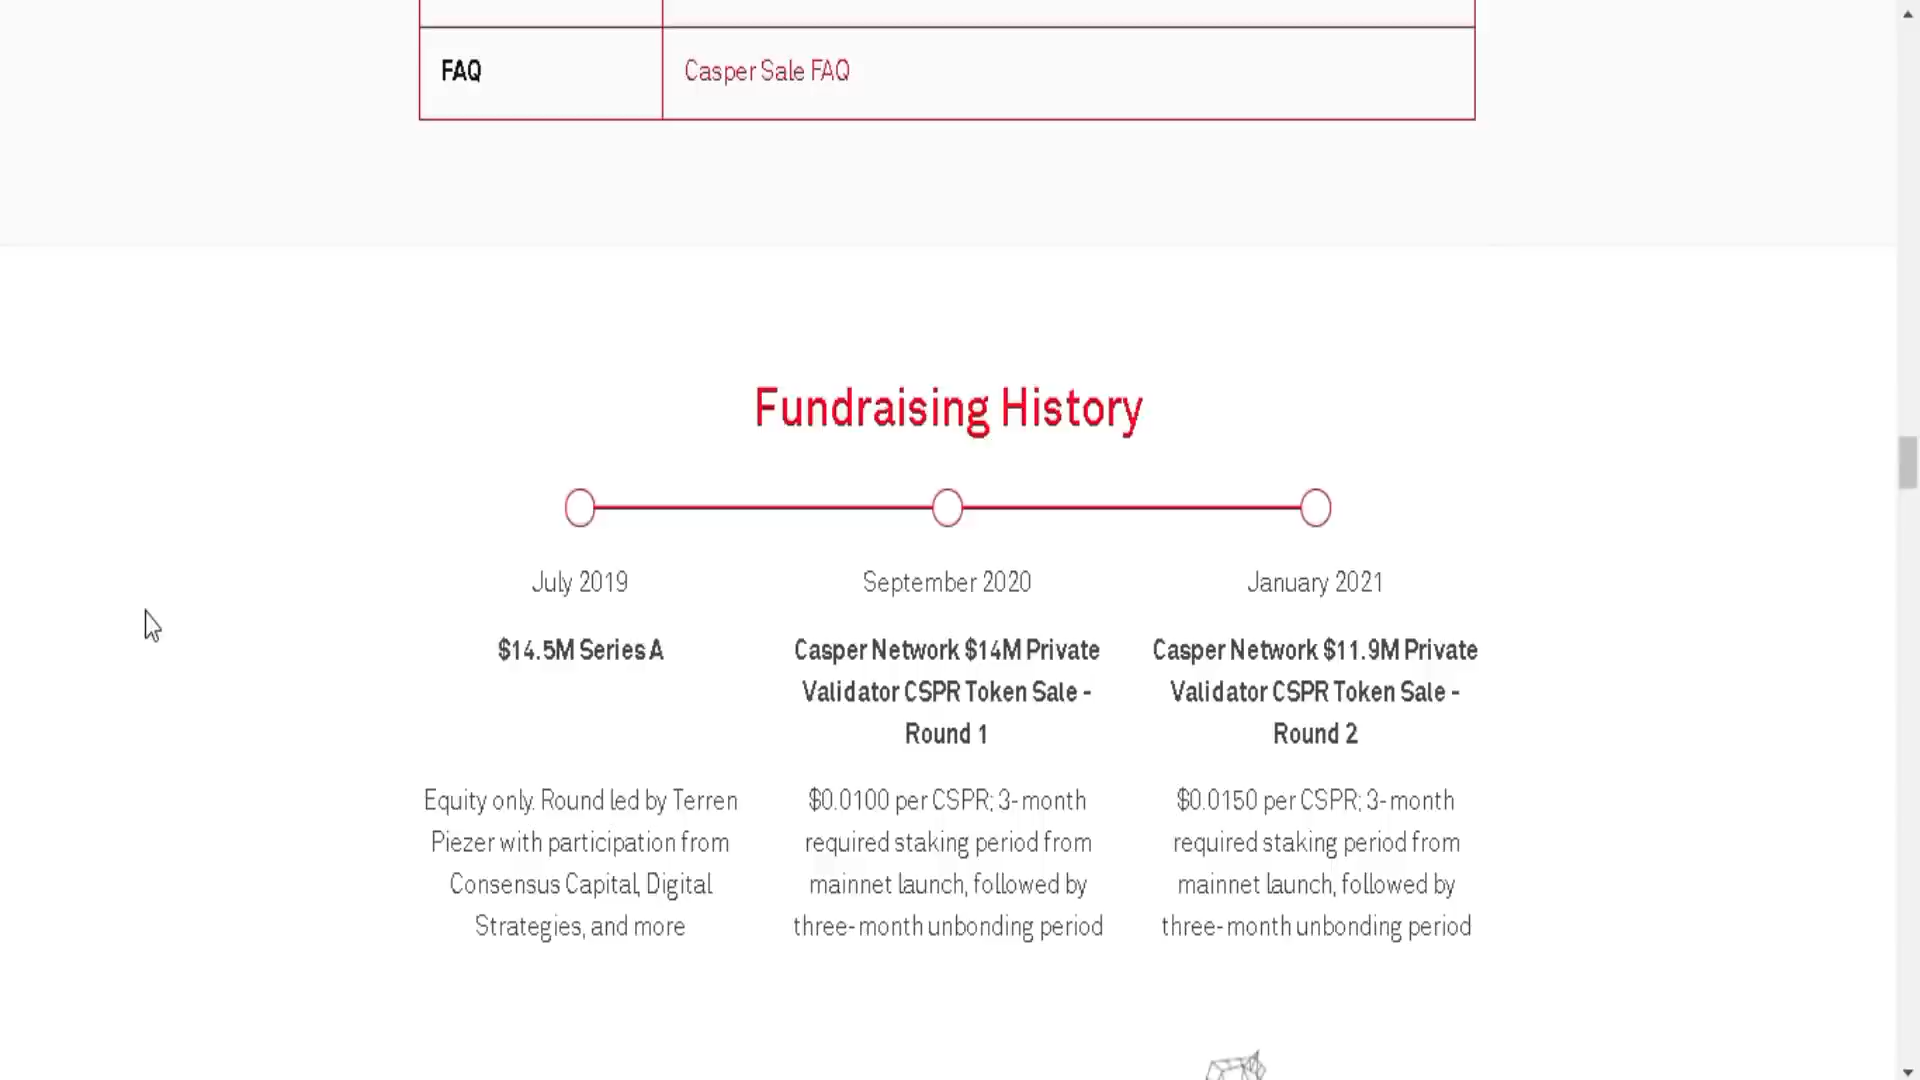 FAQ
Casper Sale FAQ
Fundraising History
July 2019
$14.5M Series A
Equity only. Round led by Terren
Piezer with participation from
Consensus Capital, Digital
Strategies, and more
September 2020
Casper Network $14M Private
Validator CSPR Token Sale -
Round 1
$0.0100 per CSPR; 3-month
required staking period from
mainnet launch, followed by
three-month unbonding period
January 2021
Casper Network $11.9M Private
Validator CSPR Token Sale -
Round 2
$0.0150 per CSPR; 3-month
required staking period from
mainnet launch, followed by
three-month unbonding period